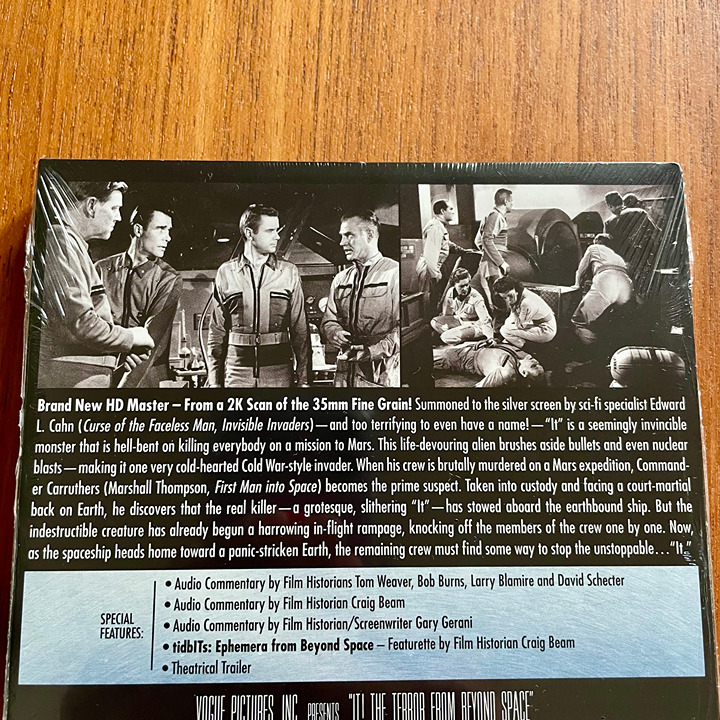 Brand New HD Master – From a 2K Scan of the 35mm Fine Grain! Summoned to the silver screen by sci-fi specialist Edward
L. Cahn (Curse of the Faceless Man, Invisible Invaders)—and too terrifying to even have a name!—“It” is a seemingly invincible
monster that is hell-bent on killing everybody on a mission to Mars. This life-devouring alien brushes aside bullets and even nuclear
blasts—making it one very cold-hearted Cold War-style invader. When his crew is brutally murdered on a Mars expedition, Command-
er Carruthers (Marshall Thompson, First Man into Space) becomes the prime suspect. Taken into custody and facing a court-martial
back on Earth, he discovers that the real killer—a grotesque, slithering “It”—has stowed aboard the earthbound ship. But the
indestructible creature has already begun a harrowing in-flight rampage, knocking off the members of the crew one by one. Now,
as the spaceship heads home toward a panic-stricken Earth, the remaining crew must find some way to stop the unstoppable...“It.”
SPECIAL
FEATURES:
• Audio Commentary by Film Historians Tom Weaver, Bob Burns, Larry Blamire and David Schecter
• Audio Commentary by Film Historian Craig Beam
• Audio Commentary by Film Historian/Screenwriter Gary Gerani
• tidbITs: Ephemera from Beyond Space – Featurette by Film Historian Craig Beam
• Theatrical Trailer
VOGUE PICTURES, INC. PRESENTS "IT! THE TERROR FROM BEYOND SPACE"